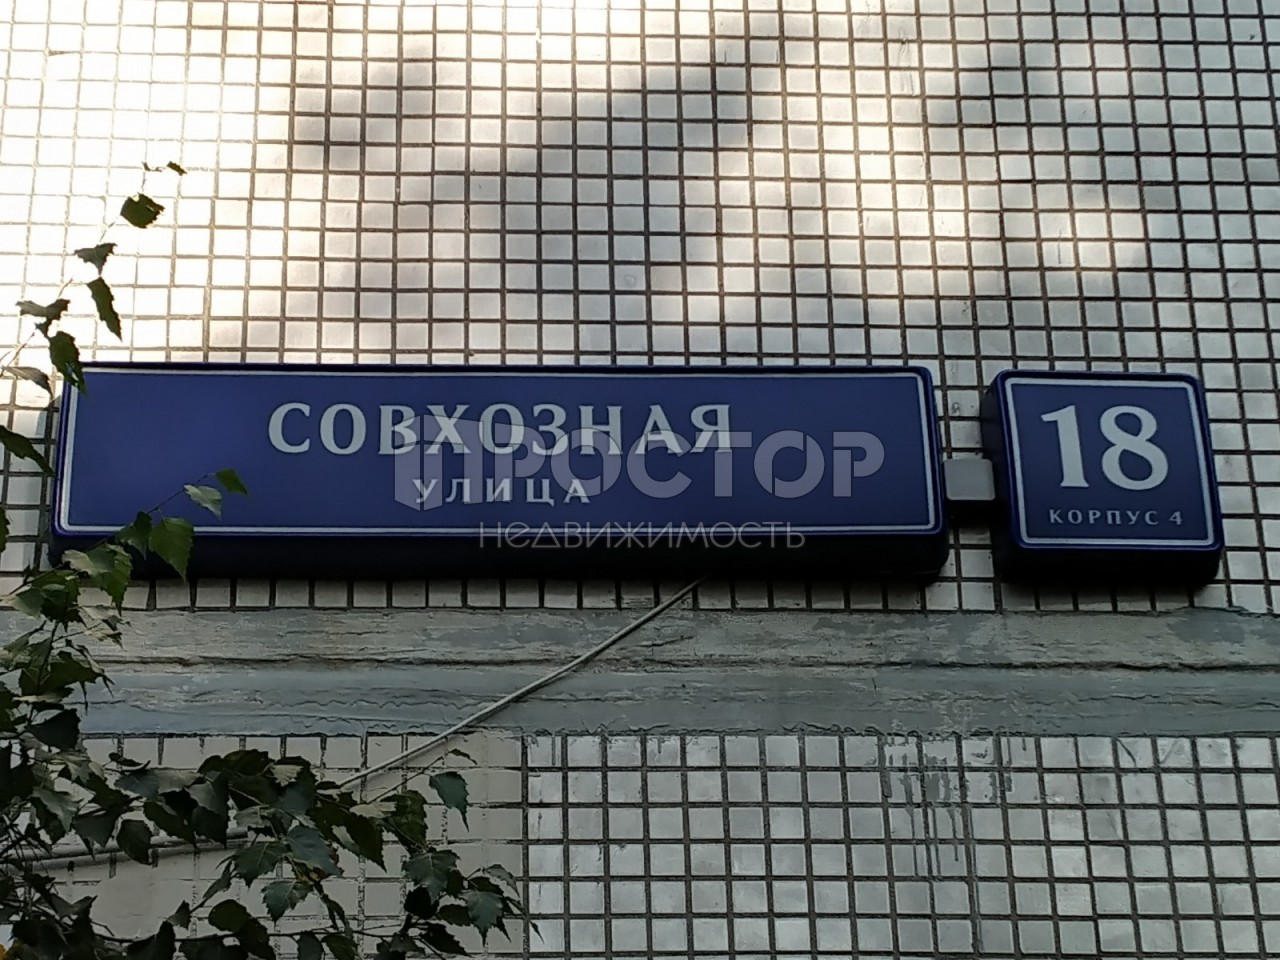 СОВХОЗНАЯ
УЛИЦА
18
КОРПУС 4
ПРОСТОР
НЕДВИЖИМОСТЬ